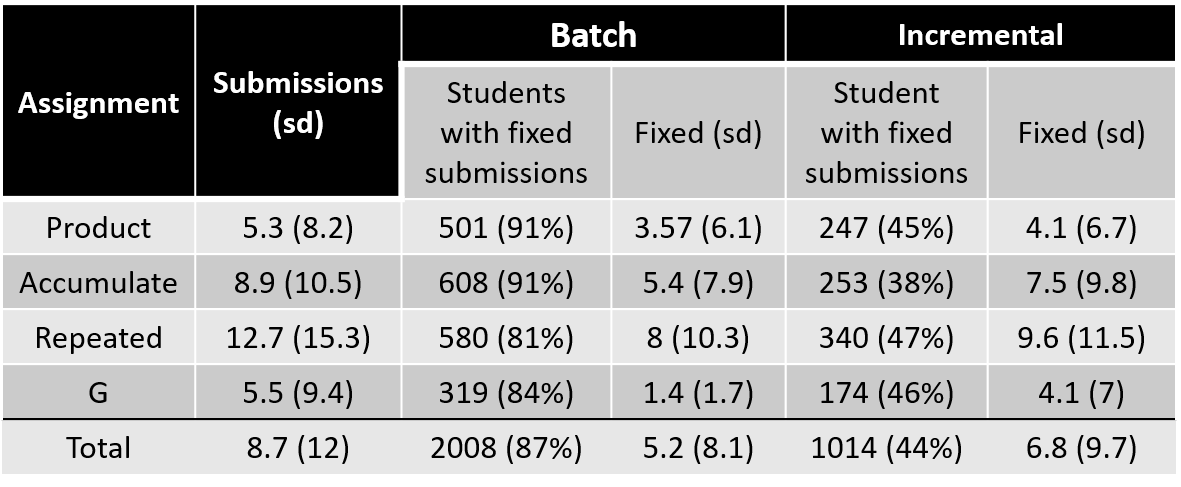 Assignment Submissions (sd) Batch Incremental
Students with fixed submissions Fixed (sd) Student with fixed submissions Fixed (sd)
Product 5.3 (8.2) 501 (91%) 3.57 (6.1) 247 (45%) 4.1 (6.7)
Accumulate 8.9 (10.5) 608 (91%) 5.4 (7.9) 253 (38%) 7.5 (9.8)
Repeated 12.7 (15.3) 580 (81%) 8 (10.3) 340 (47%) 9.6 (11.5)
G 5.5 (9.4) 319 (84%) 1.4 (1.7) 174 (46%) 4.1 (7)
Total 8.7 (12) 2008 (87%) 5.2 (8.1) 1014 (44%) 6.8 (9.7)